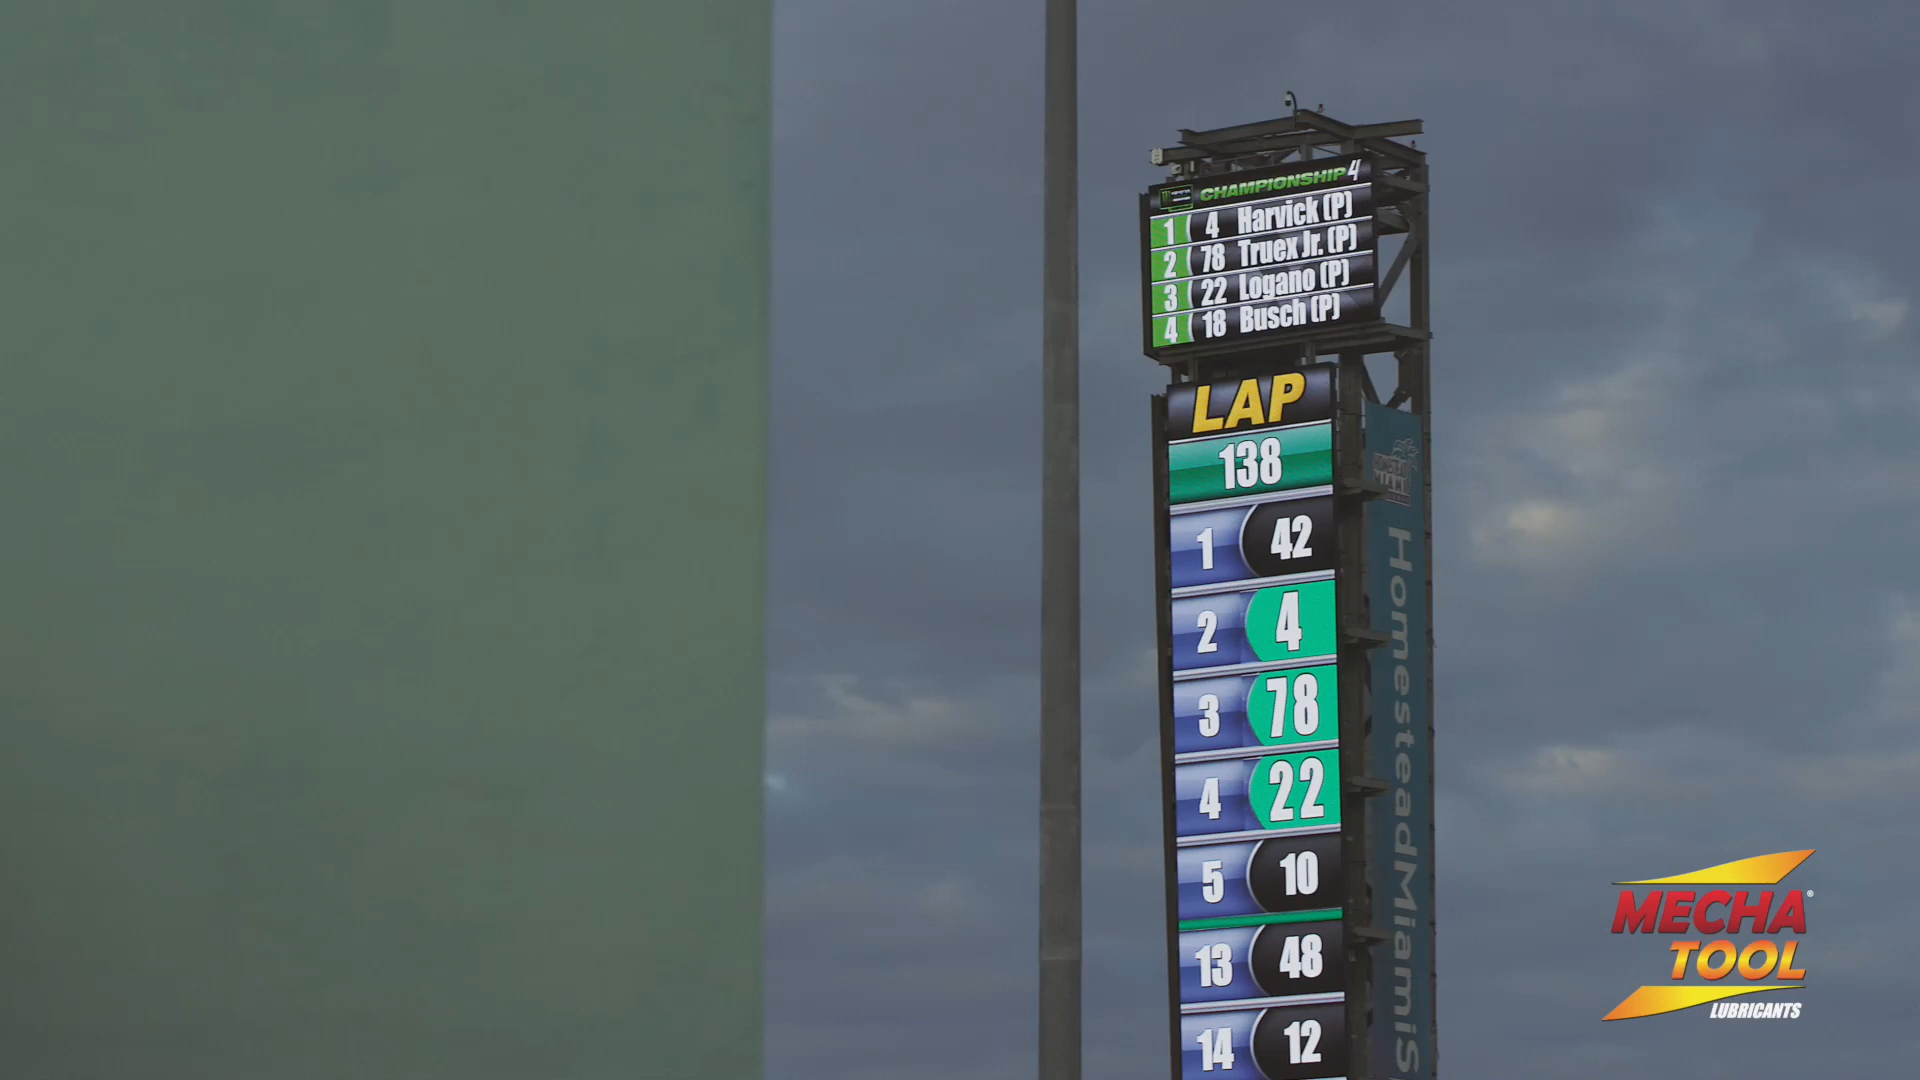 CHAMPIONSHIP 4
1 4 Harvick (P)
2 78 Truex Jr. (P)
3 22 Logano (P)
4 18 Busch (P)
LAP
138
1 42
2 4
3 78
4 22
5 10
13 48
14 12
HomesteadMiamiS
MECHA®
TOOL
LUBRICANTS